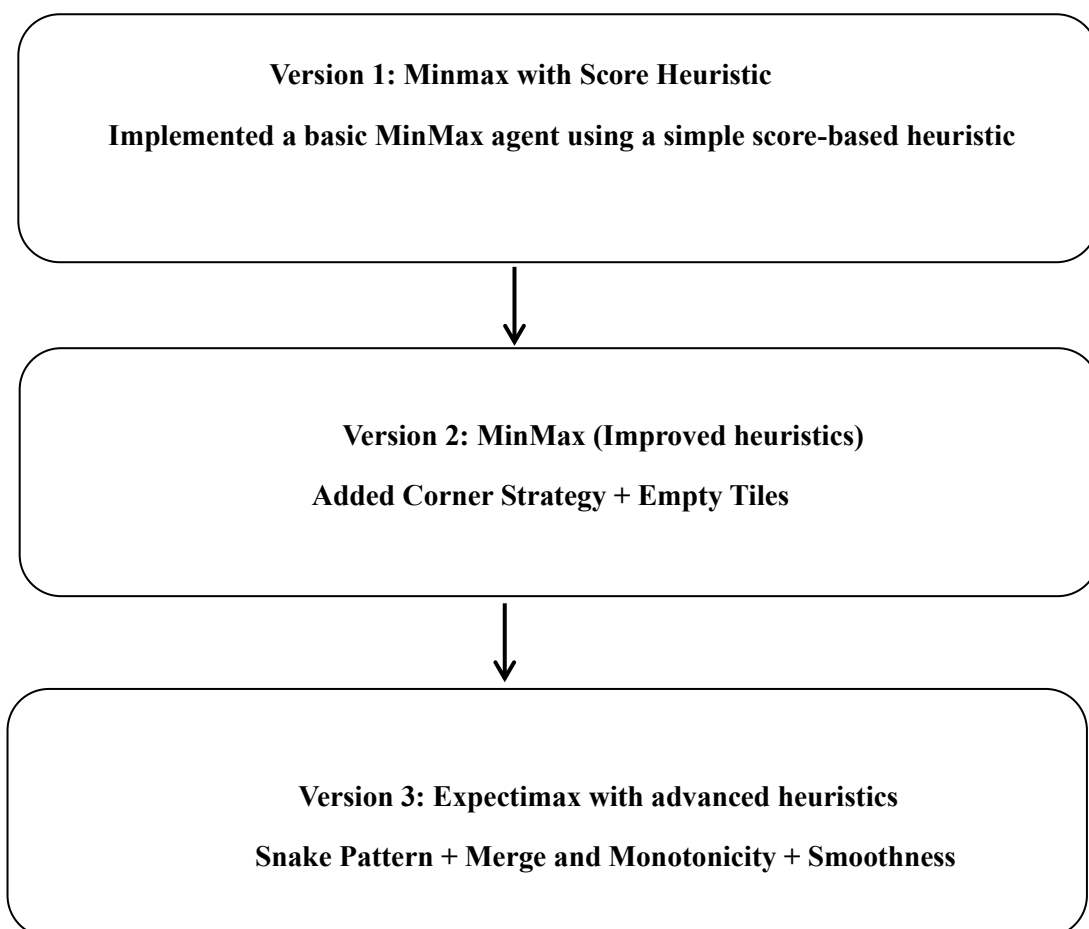 Version 1: Minmax with Score Heuristic
Implemented a basic MinMax agent using a simple score-based heuristic
Version 2: MinMax (Improved heuristics)
Added Corner Strategy + Empty Tiles
Version 3: Expectimax with advanced heuristics
Snake Pattern + Merge and Monotonicity + Smoothness